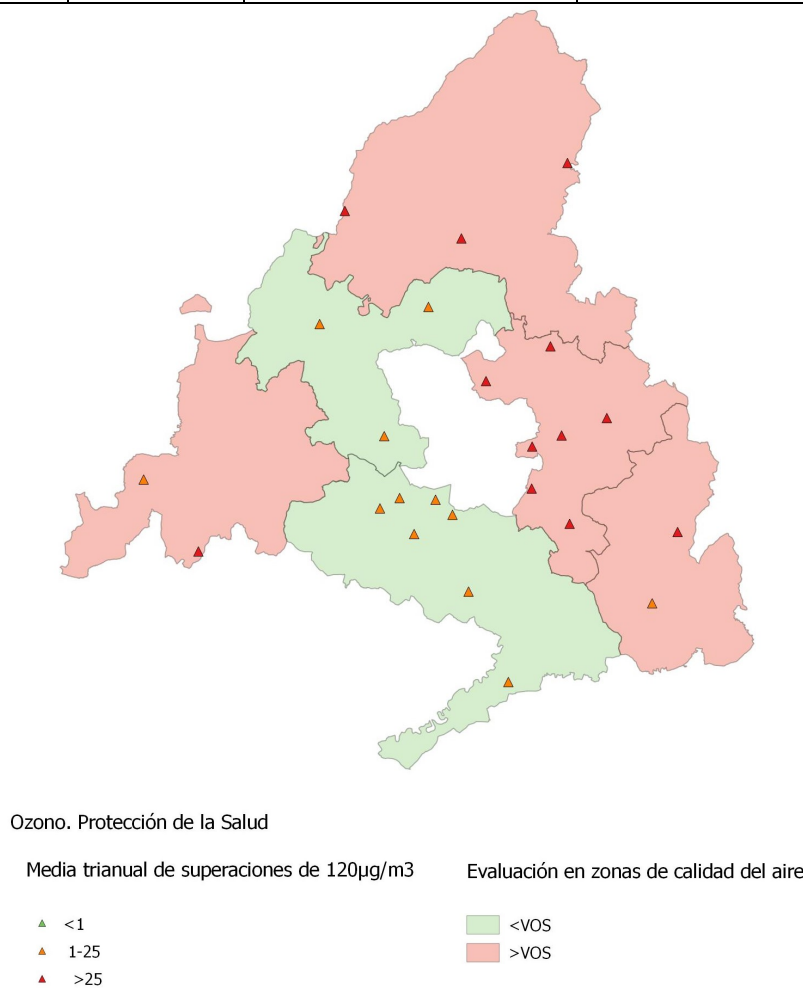 Ozono. Protección de la Salud
Media trianual de superaciones de 120µg/m3
<1
1-25
>25
Evaluación en zonas de calidad del aire
<VOS
>VOS